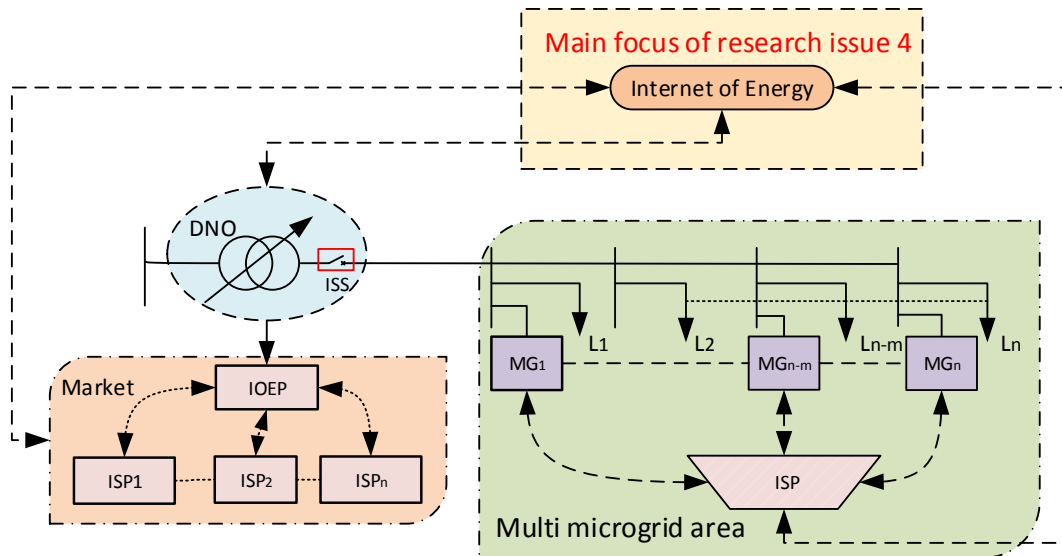 Main focus of research issue 4
Internet of Energy
DNO
ISS
L1
L2
Ln-m
Ln
MG1
MGn-m
MGn
Market
IOEP
ISP1
ISP2
ISPn
ISP
Multi microgrid area